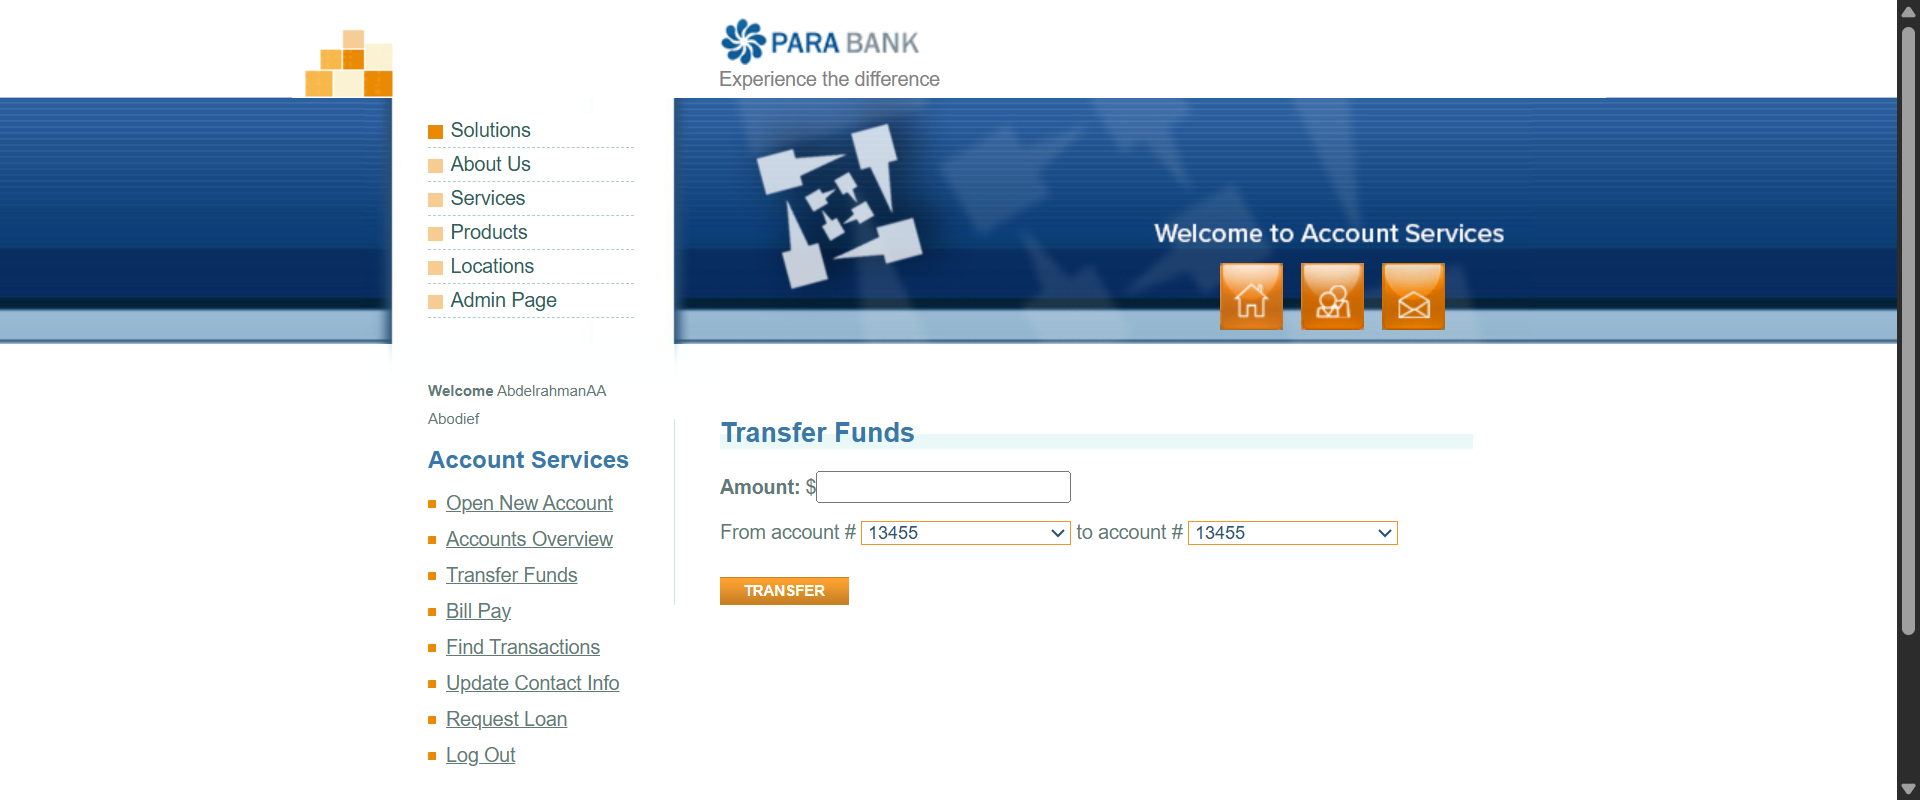 PARA BANK
Experience the difference
Solutions
About Us
Services
Products
Locations
Admin Page
Welcome to Account Services
Welcome AbdelrahmanAA
Abodief
Account Services
Open New Account
Accounts Overview
Transfer Funds
Bill Pay
Find Transactions
Update Contact Info
Request Loan
Log Out
Transfer Funds
Amount: $
From account # 13455 to account # 13455
TRANSFER